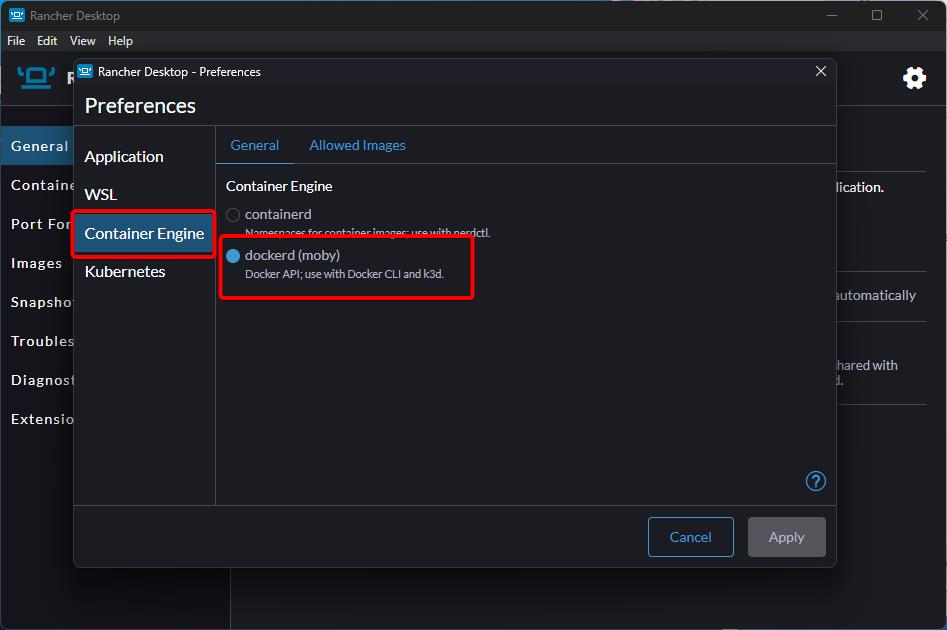 Rancher Desktop
File Edit View Help
R
Rancher Desktop - Preferences
Preferences
General
Containe
Port For
Images
Snapsho
Troubles
Diagnost
Extensio
Application
WSL
Container Engine
Kubernetes
General Allowed Images
Container Engine
containerd
Namespaces for container images; use with nerdctl.
dockerd (moby)
Docker API; use with Docker CLI and k3d.
lication.
automatically
hared with
d.
?
Cancel Apply